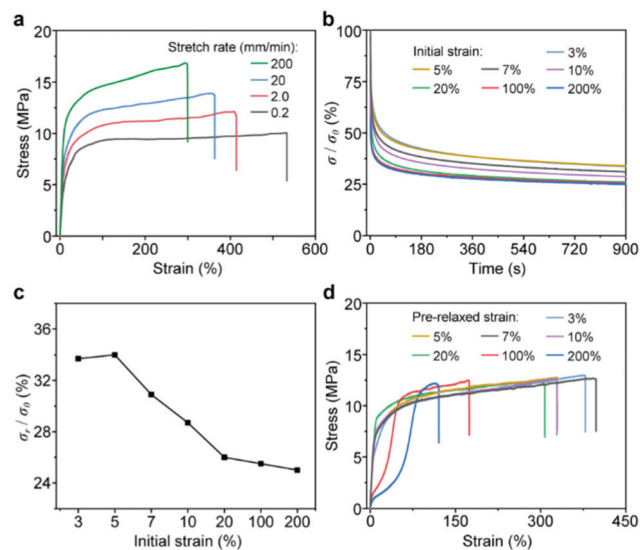 a
Stretch rate (mm/min):
200
20
2.0
0.2
Stress (MPa)
20
15
10
5
0
0 200 400 600
Strain (%)
b
Initial strain: 3%
5% 7% 10%
20% 100% 200%
σ / σ0 (%)
100
75
50
25
0
0 180 360 540 720 900
Time (s)
c
σr / σ0 (%)
36
32
28
24
3 5 7 10 20 100 200
Initial strain (%)
d
Pre-relaxed strain: 3%
5% 7% 10%
20% 100% 200%
Stress (MPa)
20
15
10
5
0
0 150 300 450
Strain (%)